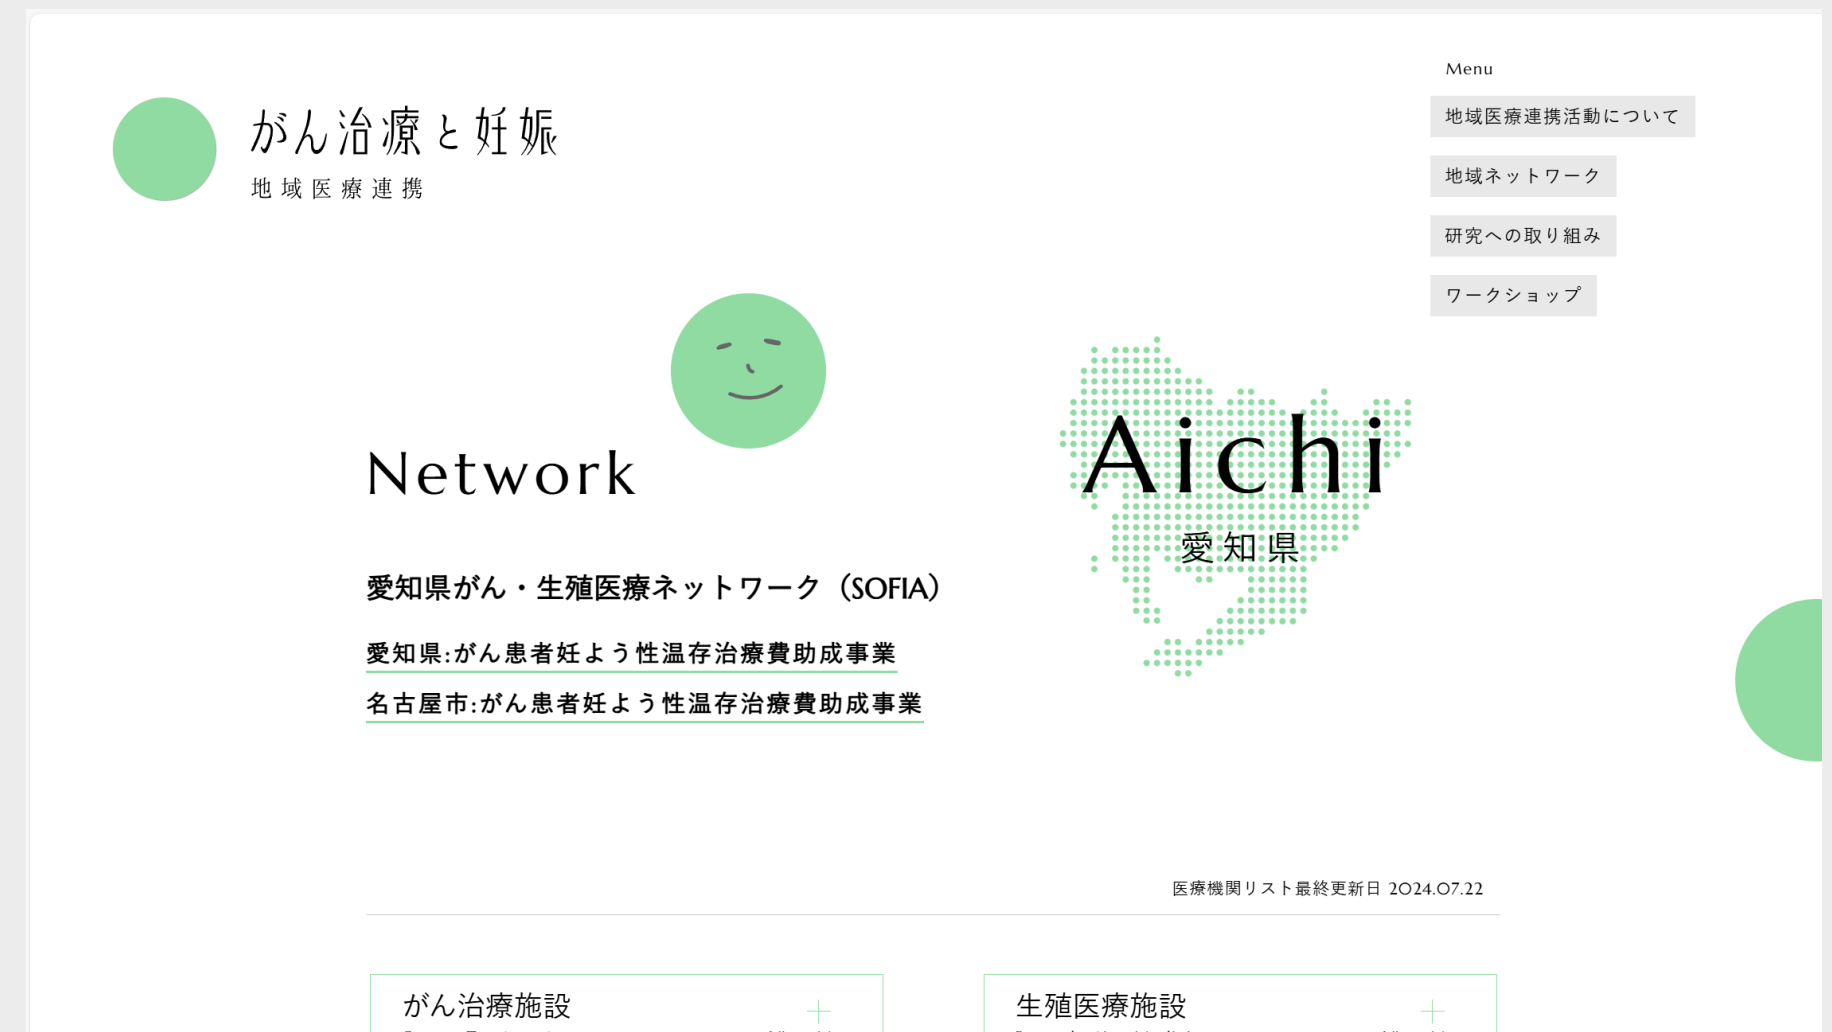 がん治療と妊娠
地域医療連携
Menu
地域医療連携活動について
地域ネットワーク
研究への取り組み
ワークショップ
Network
Aichi
愛知県
愛知県がん・生殖医療ネットワーク（SOFIA）
愛知県:がん患者妊よう性温存治療費助成事業
名古屋市:がん患者妊よう性温存治療費助成事業
医療機関リスト最終更新日 2024.07.22
がん治療施設
生殖医療施設